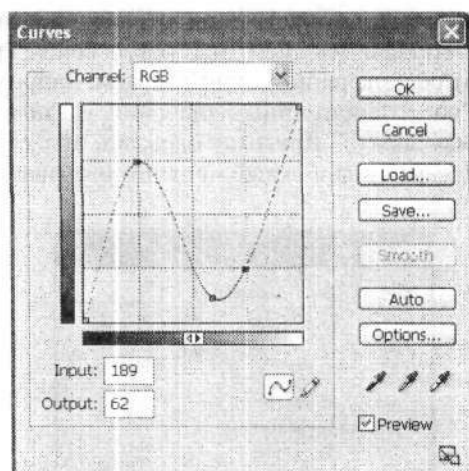 Curves
Channel: RGB
OK
Cancel
Load...
Save...
Smooth
Auto
Options...
Input: 189
Output: 62
Preview